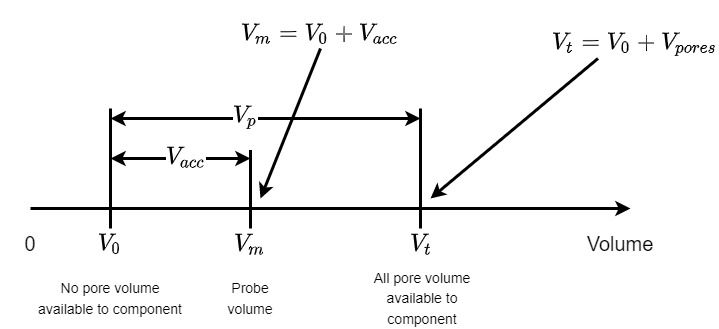 V_m = V_0 + V_acc
V_t = V_0 + V_pores
V_p
V_acc
0
V_0
V_m
V_t
Volume
No pore volume
available to component
Probe
volume
All pore volume
available to
component